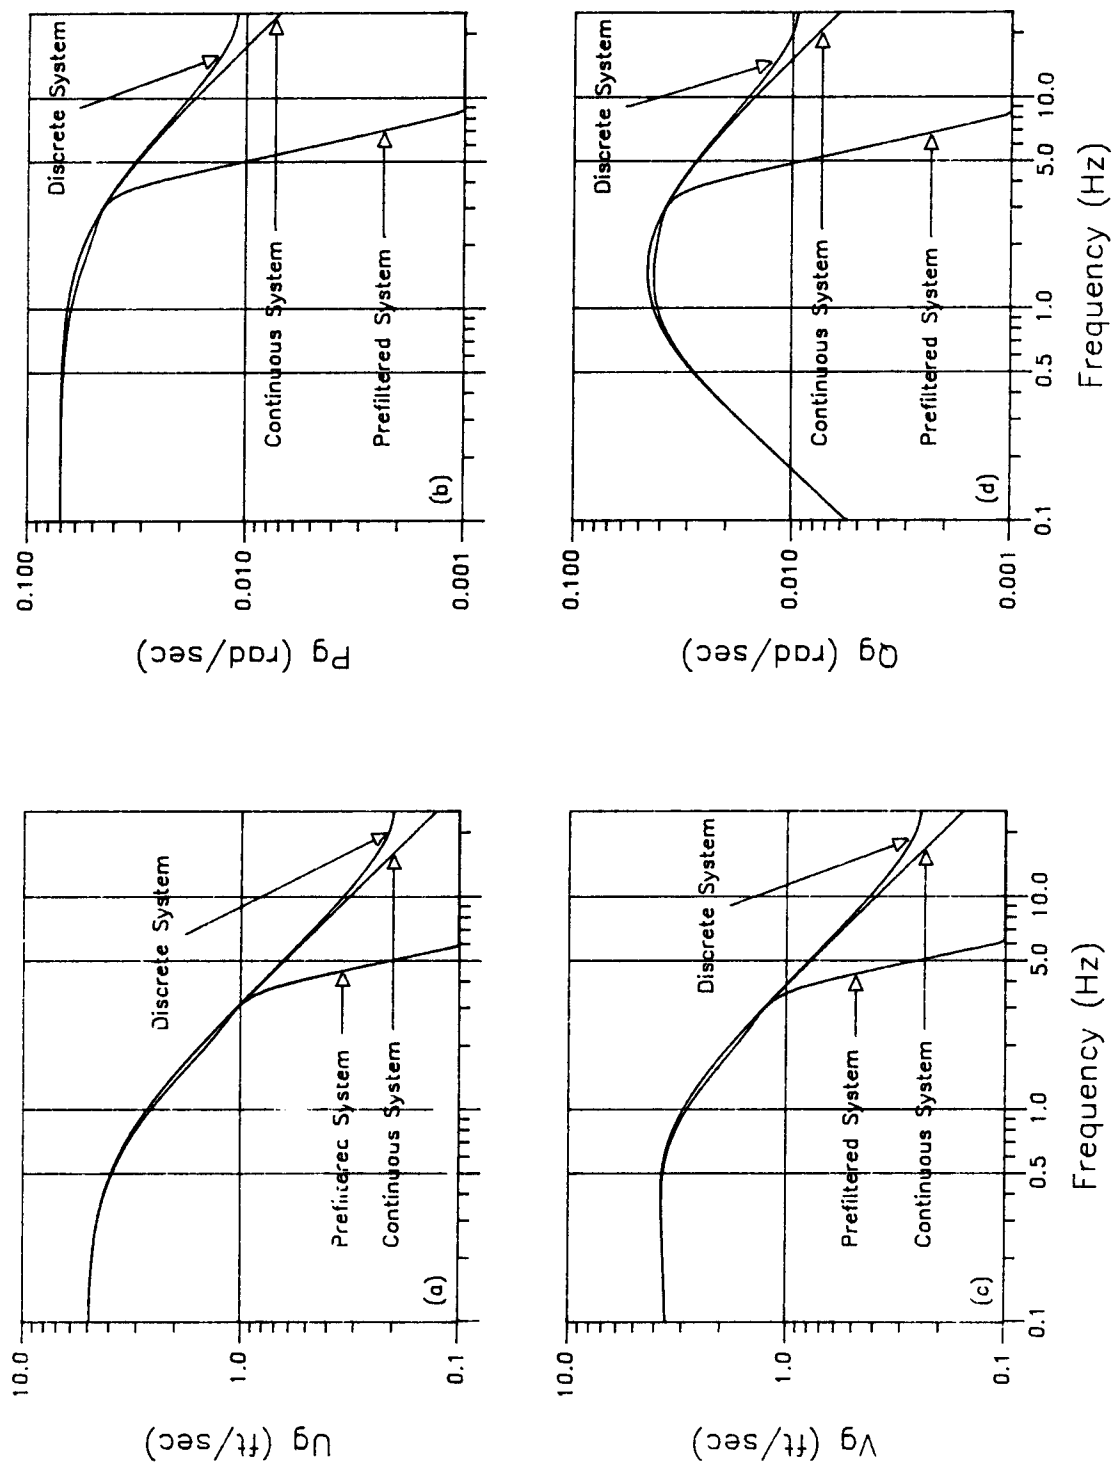 Ug (ft/sec)
10.0
1.0
0.1
Discrete System
Prefiltered System
Continuous System
(a)
Pg (rad/sec)
0.100
0.010
0.001
Discrete System
Continuous System
Prefiltered System
(b)
Vg (ft/sec)
10.0
1.0
0.1
Discrete System
Prefiltered System
Continuous System
(c)
0.1
0.5
1.0
5.0
10.0
Frequency (Hz)
Qg (rad/sec)
0.100
0.010
0.001
Discrete System
Continuous System
Prefiltered System
(d)
0.1
0.5
1.0
5.0
10.0
Frequency (Hz)